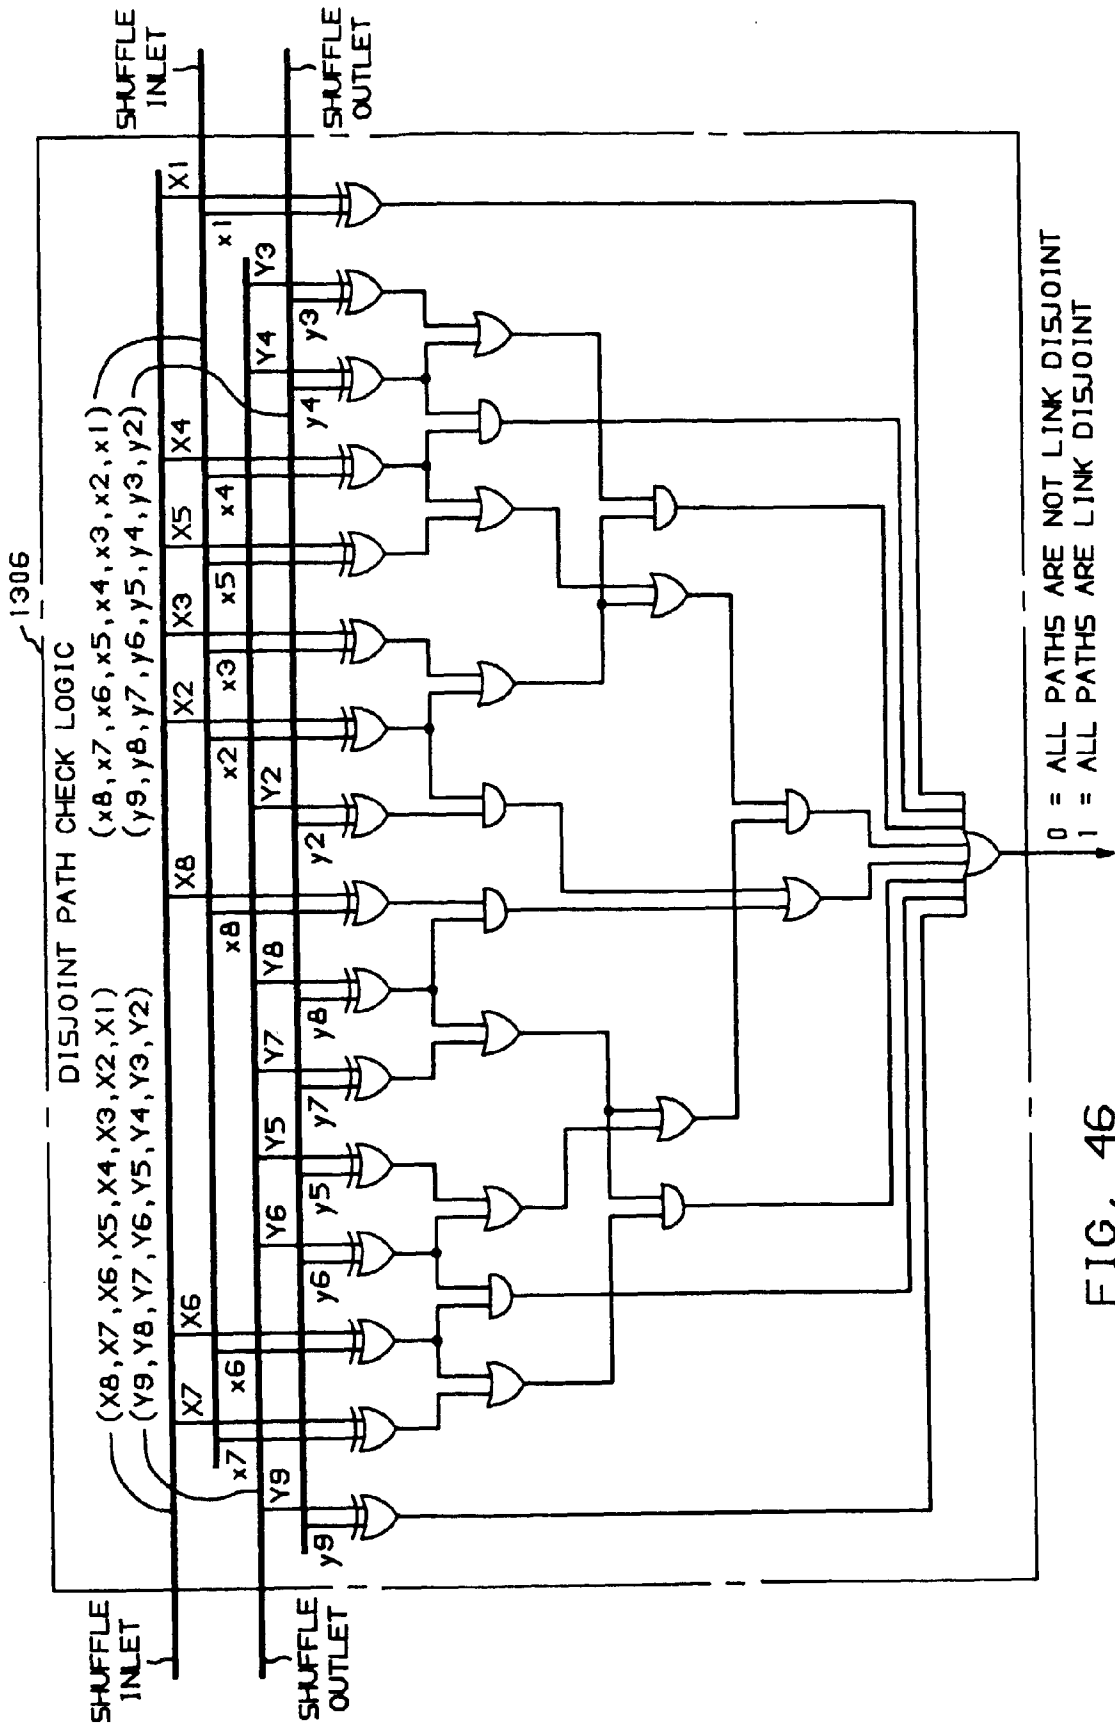 1306
DISJOINT PATH CHECK LOGIC
SHUFFLE
INLET
SHUFFLE
OUTLET
(X8,X7,X6,X5,X4,X3,X2,X1)
(Y9,Y8,Y7,Y6,Y5,Y4,Y3,Y2)
(x8,x7,x6,x5,x4,x3,x2,x1)
(y9,y8,y7,y6,y5,y4,y3,y2)
SHUFFLE
INLET
SHUFFLE
OUTLET
X7 X6 X8 X2 X3 X5 X4 X1
x7 x6 x8 x2 x3 x5 x4 x1
Y9 Y6 Y5 Y7 Y8 Y2 Y4 Y3
y9 y6 y5 y7 y8 y2 y4 y3
0 = ALL PATHS ARE NOT LINK DISJOINT
1 = ALL PATHS ARE LINK DISJOINT
FIG. 46